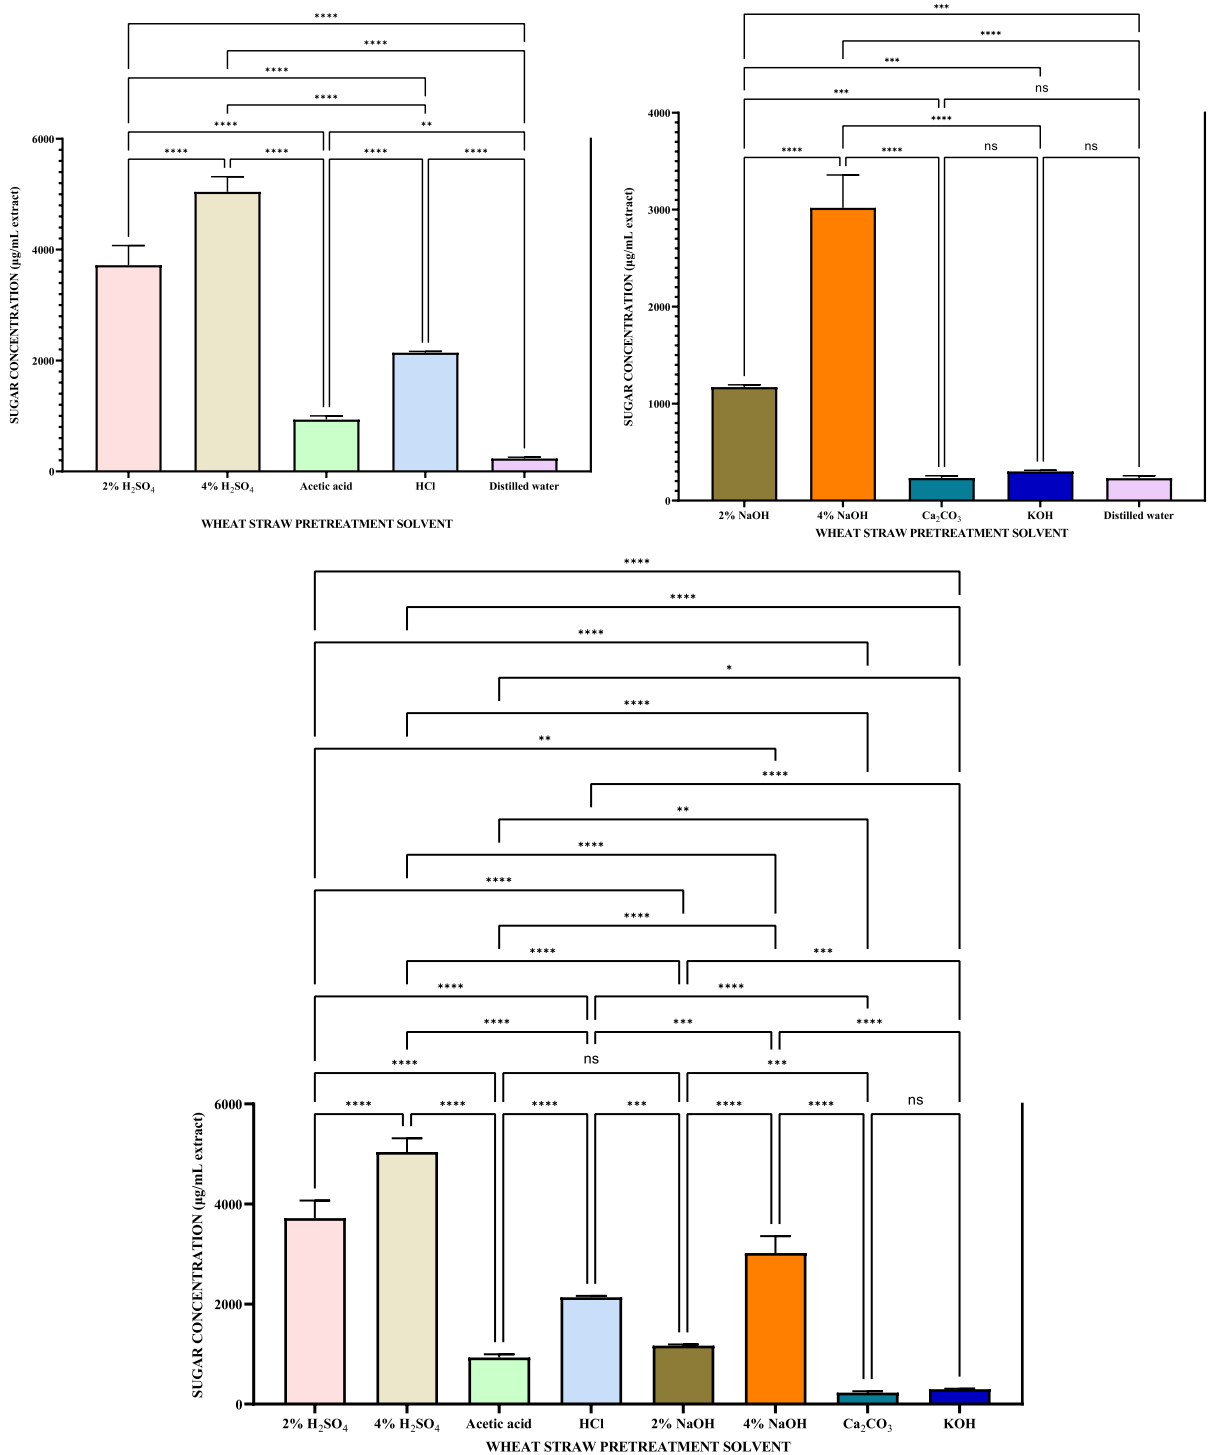 ****
****
****
****
**** **
**** **** **** ****
6000
4000
2000
0
SUGAR CONCENTRATION (µg/mL extract)
2% H₂SO₄ 4% H₂SO₄ Acetic acid HCl Distilled water
WHEAT STRAW PRETREATMENT SOLVENT
***
****
***
*** ns
****
**** **** ns ns
4000
3000
2000
1000
0
SUGAR CONCENTRATION (µg/mL extract)
2% NaOH 4% NaOH Ca₂CO₃ KOH Distilled water
WHEAT STRAW PRETREATMENT SOLVENT
****
****
****
*
****
**
****
**
****
****
****
**** ***
**** ****
**** *** ****
**** ns ***
**** **** **** *** **** **** ns
6000
4000
2000
0
SUGAR CONCENTRATION (µg/mL extract)
2% H₂SO₄ 4% H₂SO₄ Acetic acid HCl 2% NaOH 4% NaOH Ca₂CO₃ KOH
WHEAT STRAW PRETREATMENT SOLVENT